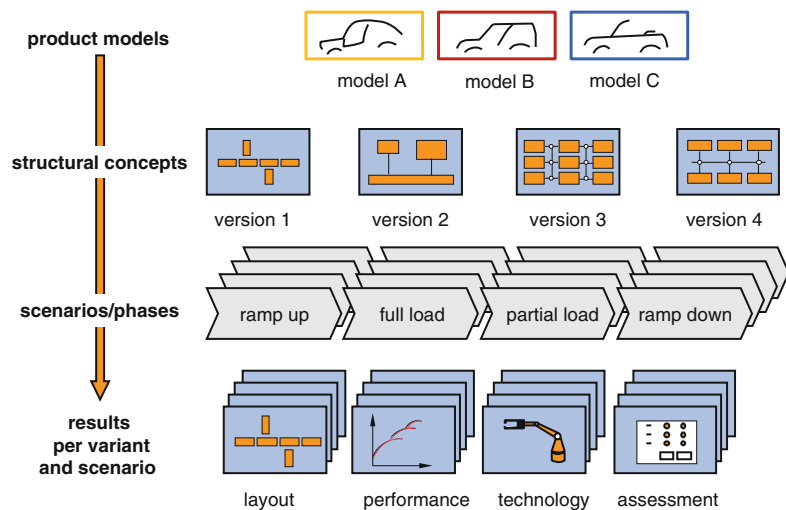 product models
model A
model B
model C
structural concepts
version 1
version 2
version 3
version 4
scenarios/phases
ramp up
full load
partial load
ramp down
results
per variant
and scenario
layout
performance
technology
assessment